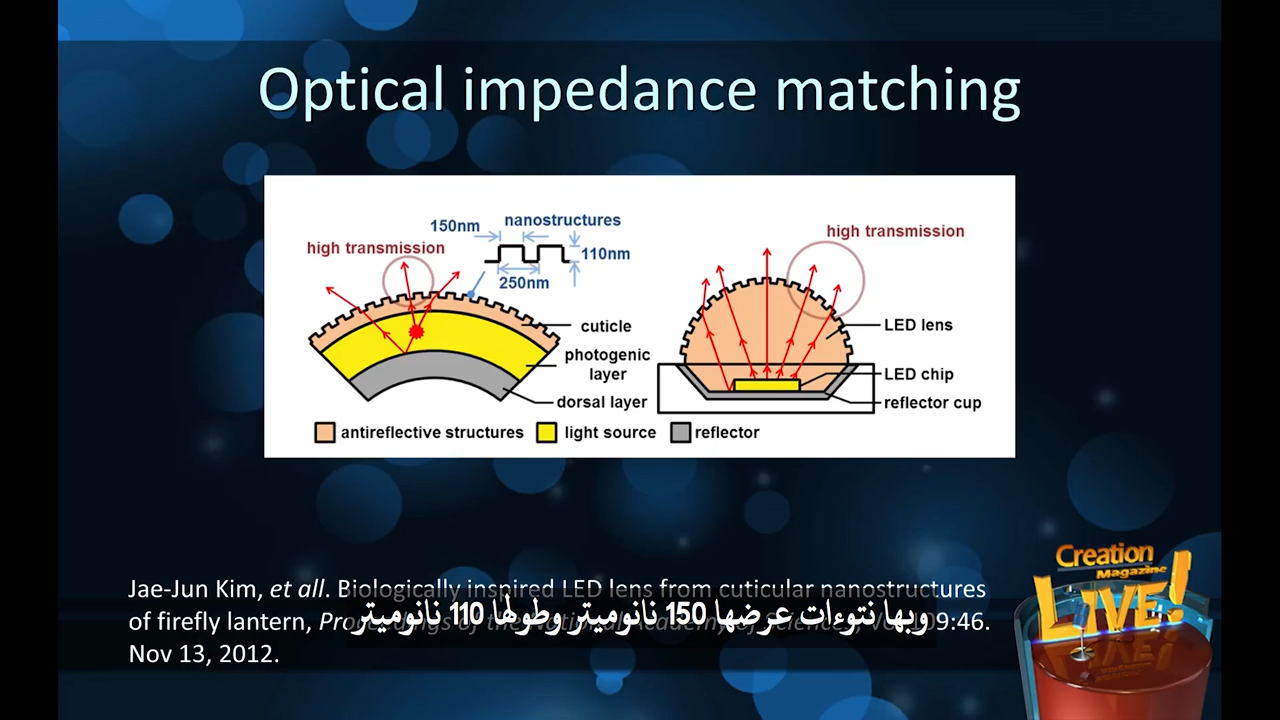 Optical impedance matching
150nm
nanostructures
high transmission
110nm
250nm
cuticle
photogenic
layer
dorsal layer
high transmission
LED lens
LED chip
reflector cup
antireflective structures
light source
reflector
Jae-Jun Kim, et all. Biologically inspired LED lens from cuticular nanostructures
of firefly lantern, Proceedings of the National Academy of Sciences, Vol 109:46.
Nov 13, 2012.
وبها نتوءات عرضها 150 نانوميتر وطولها 110 نانوميتر
Creation
Magazine
LIVE!